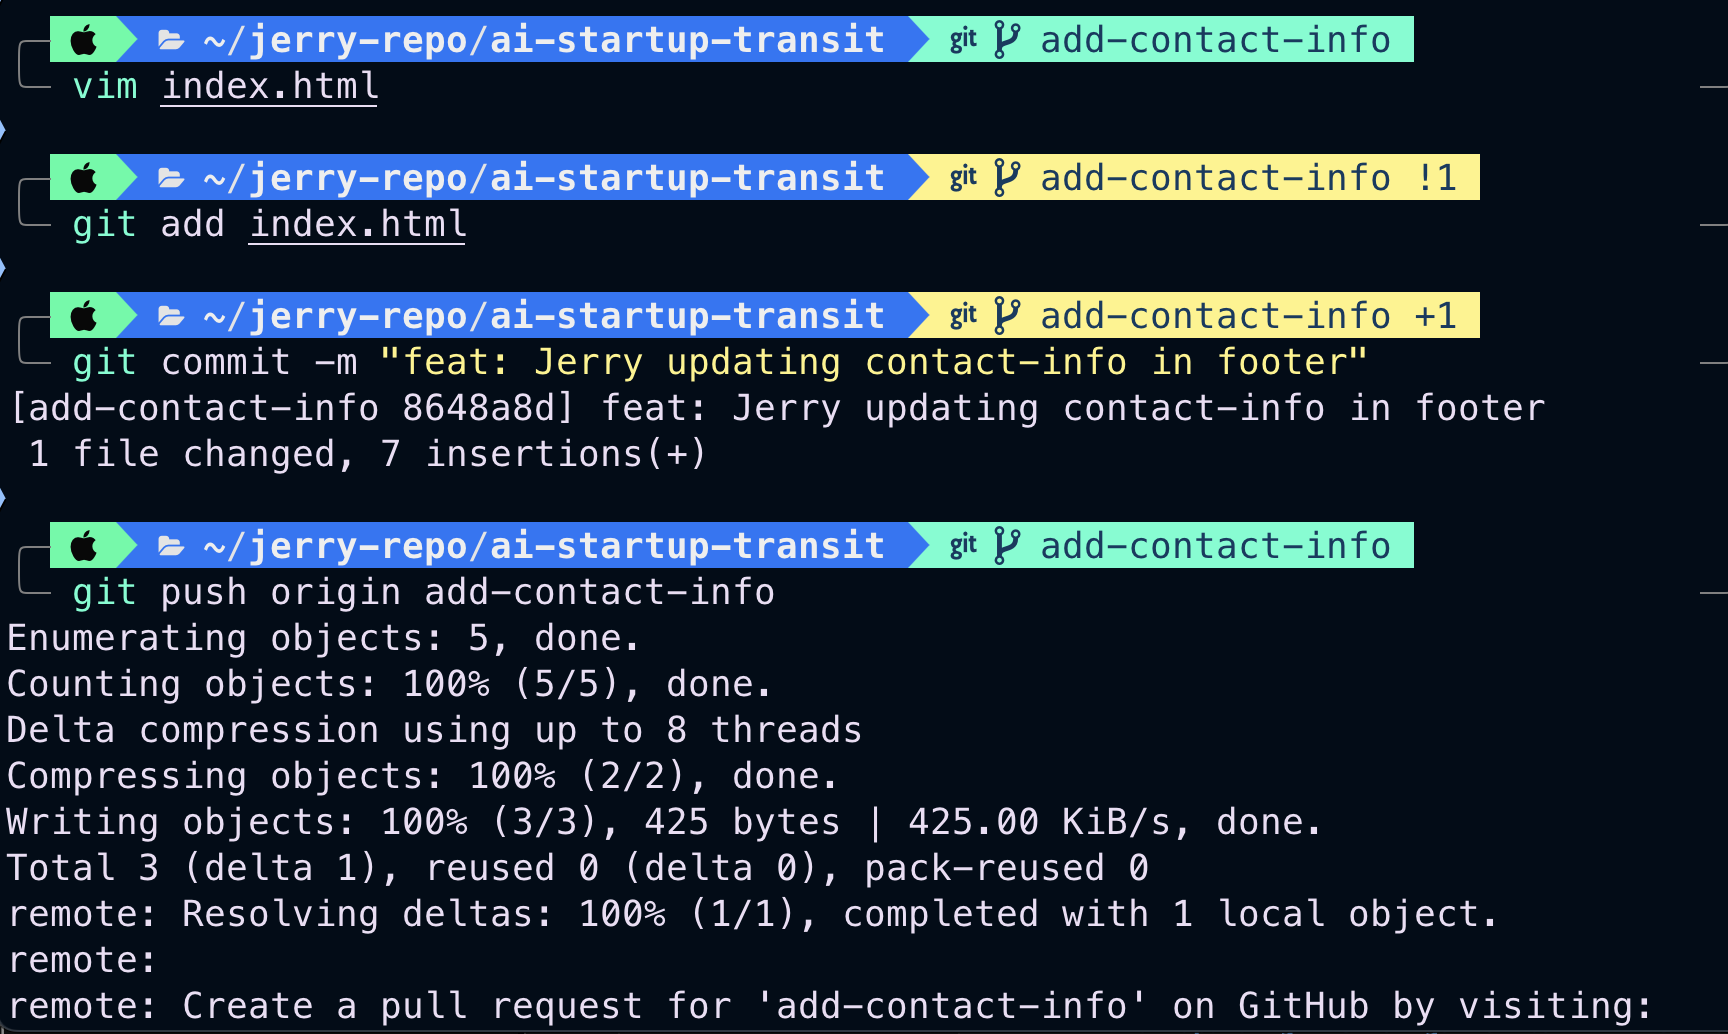 ~/jerry-repo/ai-startup-transit git add-contact-info
vim index.html
~/jerry-repo/ai-startup-transit git add-contact-info !1
git add index.html
~/jerry-repo/ai-startup-transit git add-contact-info +1
git commit -m "feat: Jerry updating contact-info in footer"
[add-contact-info 8648a8d] feat: Jerry updating contact-info in footer
 1 file changed, 7 insertions(+)
~/jerry-repo/ai-startup-transit git add-contact-info
git push origin add-contact-info
Enumerating objects: 5, done.
Counting objects: 100% (5/5), done.
Delta compression using up to 8 threads
Compressing objects: 100% (2/2), done.
Writing objects: 100% (3/3), 425 bytes | 425.00 KiB/s, done.
Total 3 (delta 1), reused 0 (delta 0), pack-reused 0
remote: Resolving deltas: 100% (1/1), completed with 1 local object.
remote:
remote: Create a pull request for 'add-contact-info' on GitHub by visiting: